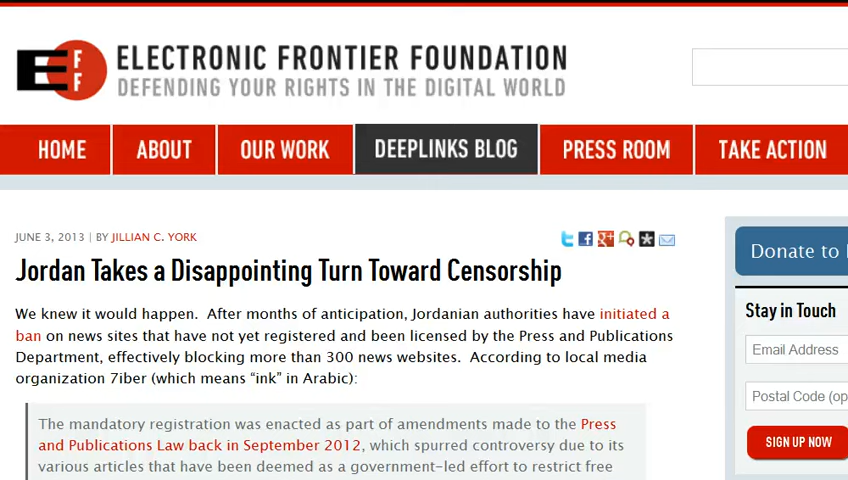 EFF
ELECTRONIC FRONTIER FOUNDATION
DEFENDING YOUR RIGHTS IN THE DIGITAL WORLD
HOME ABOUT OUR WORK DEEPLINKS BLOG PRESS ROOM TAKE ACTION
JUNE 3, 2013 | BY JILLIAN C. YORK
Jordan Takes a Disappointing Turn Toward Censorship
We knew it would happen. After months of anticipation, Jordanian authorities have initiated a
ban on news sites that have not yet registered and been licensed by the Press and Publications
Department, effectively blocking more than 300 news websites. According to local media
organization 7iber (which means “ink” in Arabic):
The mandatory registration was enacted as part of amendments made to the Press
and Publications Law back in September 2012, which spurred controversy due to its
various articles that have been deemed as a government-led effort to restrict free
Donate to
Stay in Touch
Email Address
Postal Code (op
SIGN UP NOW